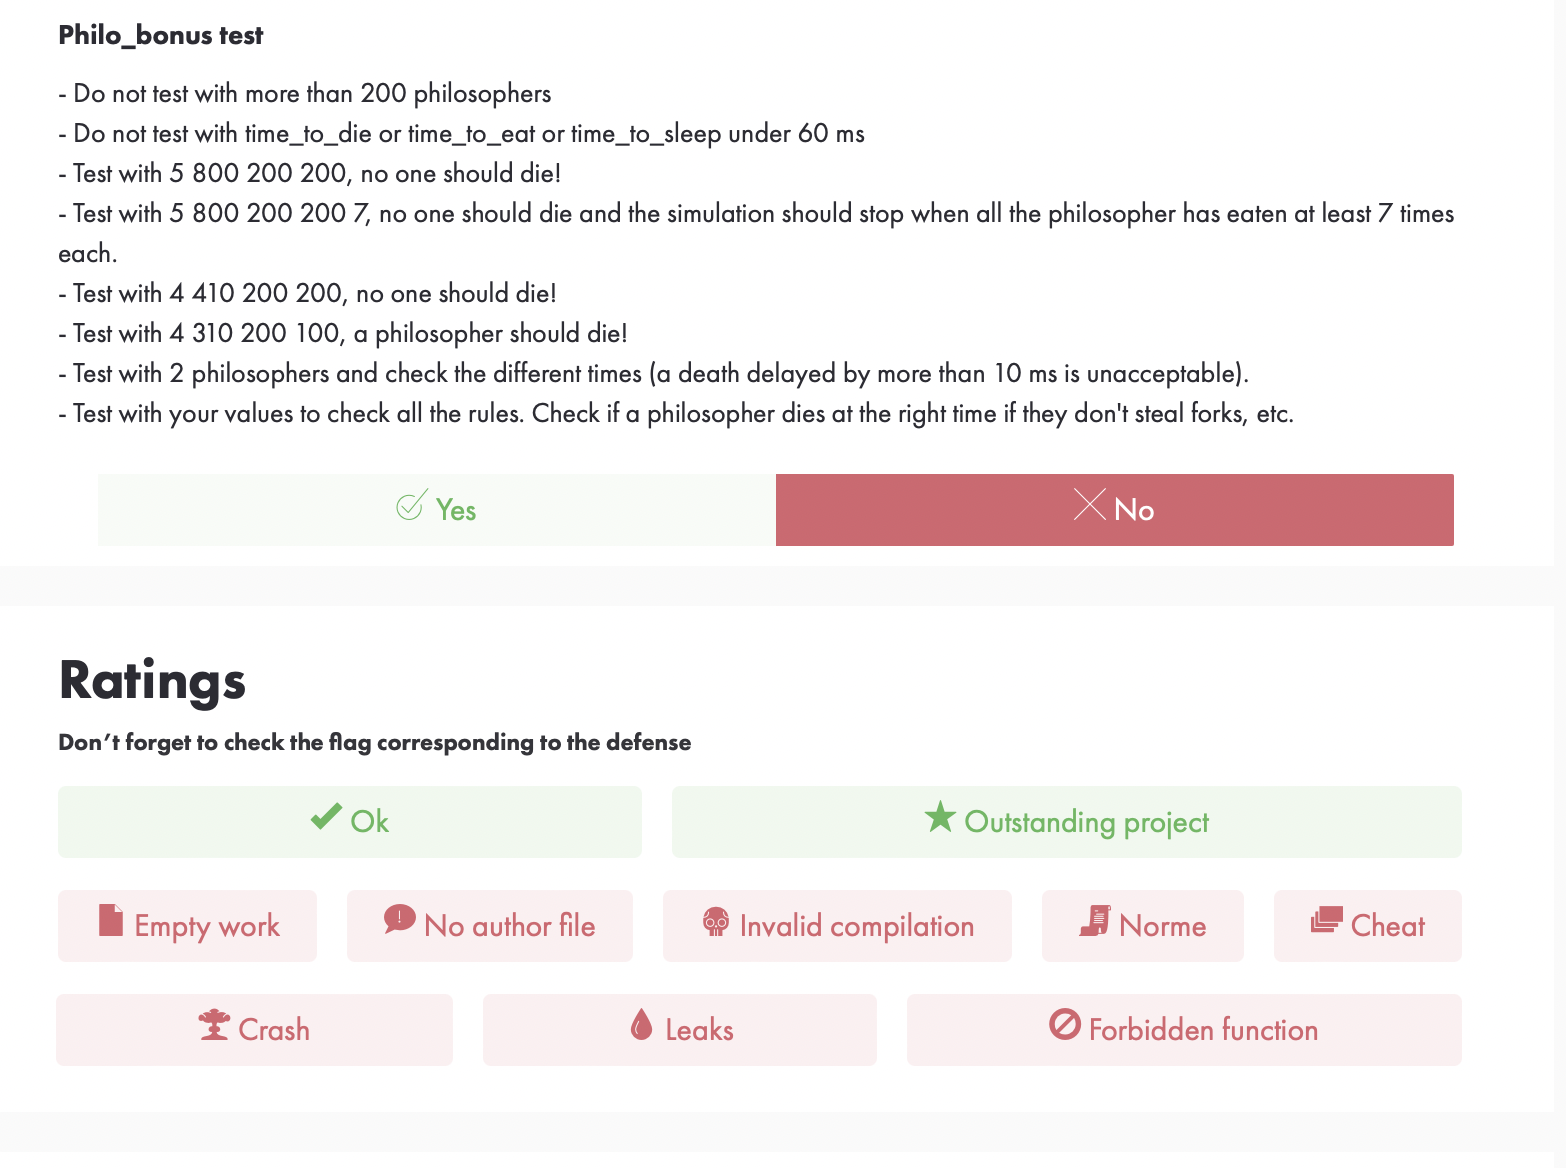 Philo_bonus test
- Do not test with more than 200 philosophers
- Do not test with time_to_die or time_to_eat or time_to_sleep under 60 ms
- Test with 5 800 200 200, no one should die!
- Test with 5 800 200 200 7, no one should die and the simulation should stop when all the philosopher has eaten at least 7 times
each.
- Test with 4 410 200 200, no one should die!
- Test with 4 310 200 100, a philosopher should die!
- Test with 2 philosophers and check the different times (a death delayed by more than 10 ms is unacceptable).
- Test with your values to check all the rules. Check if a philosopher dies at the right time if they don't steal forks, etc.
Yes No
Ratings
Don’t forget to check the flag corresponding to the defense
Ok Outstanding project
Empty work No author file Invalid compilation Norme Cheat
Crash Leaks Forbidden function